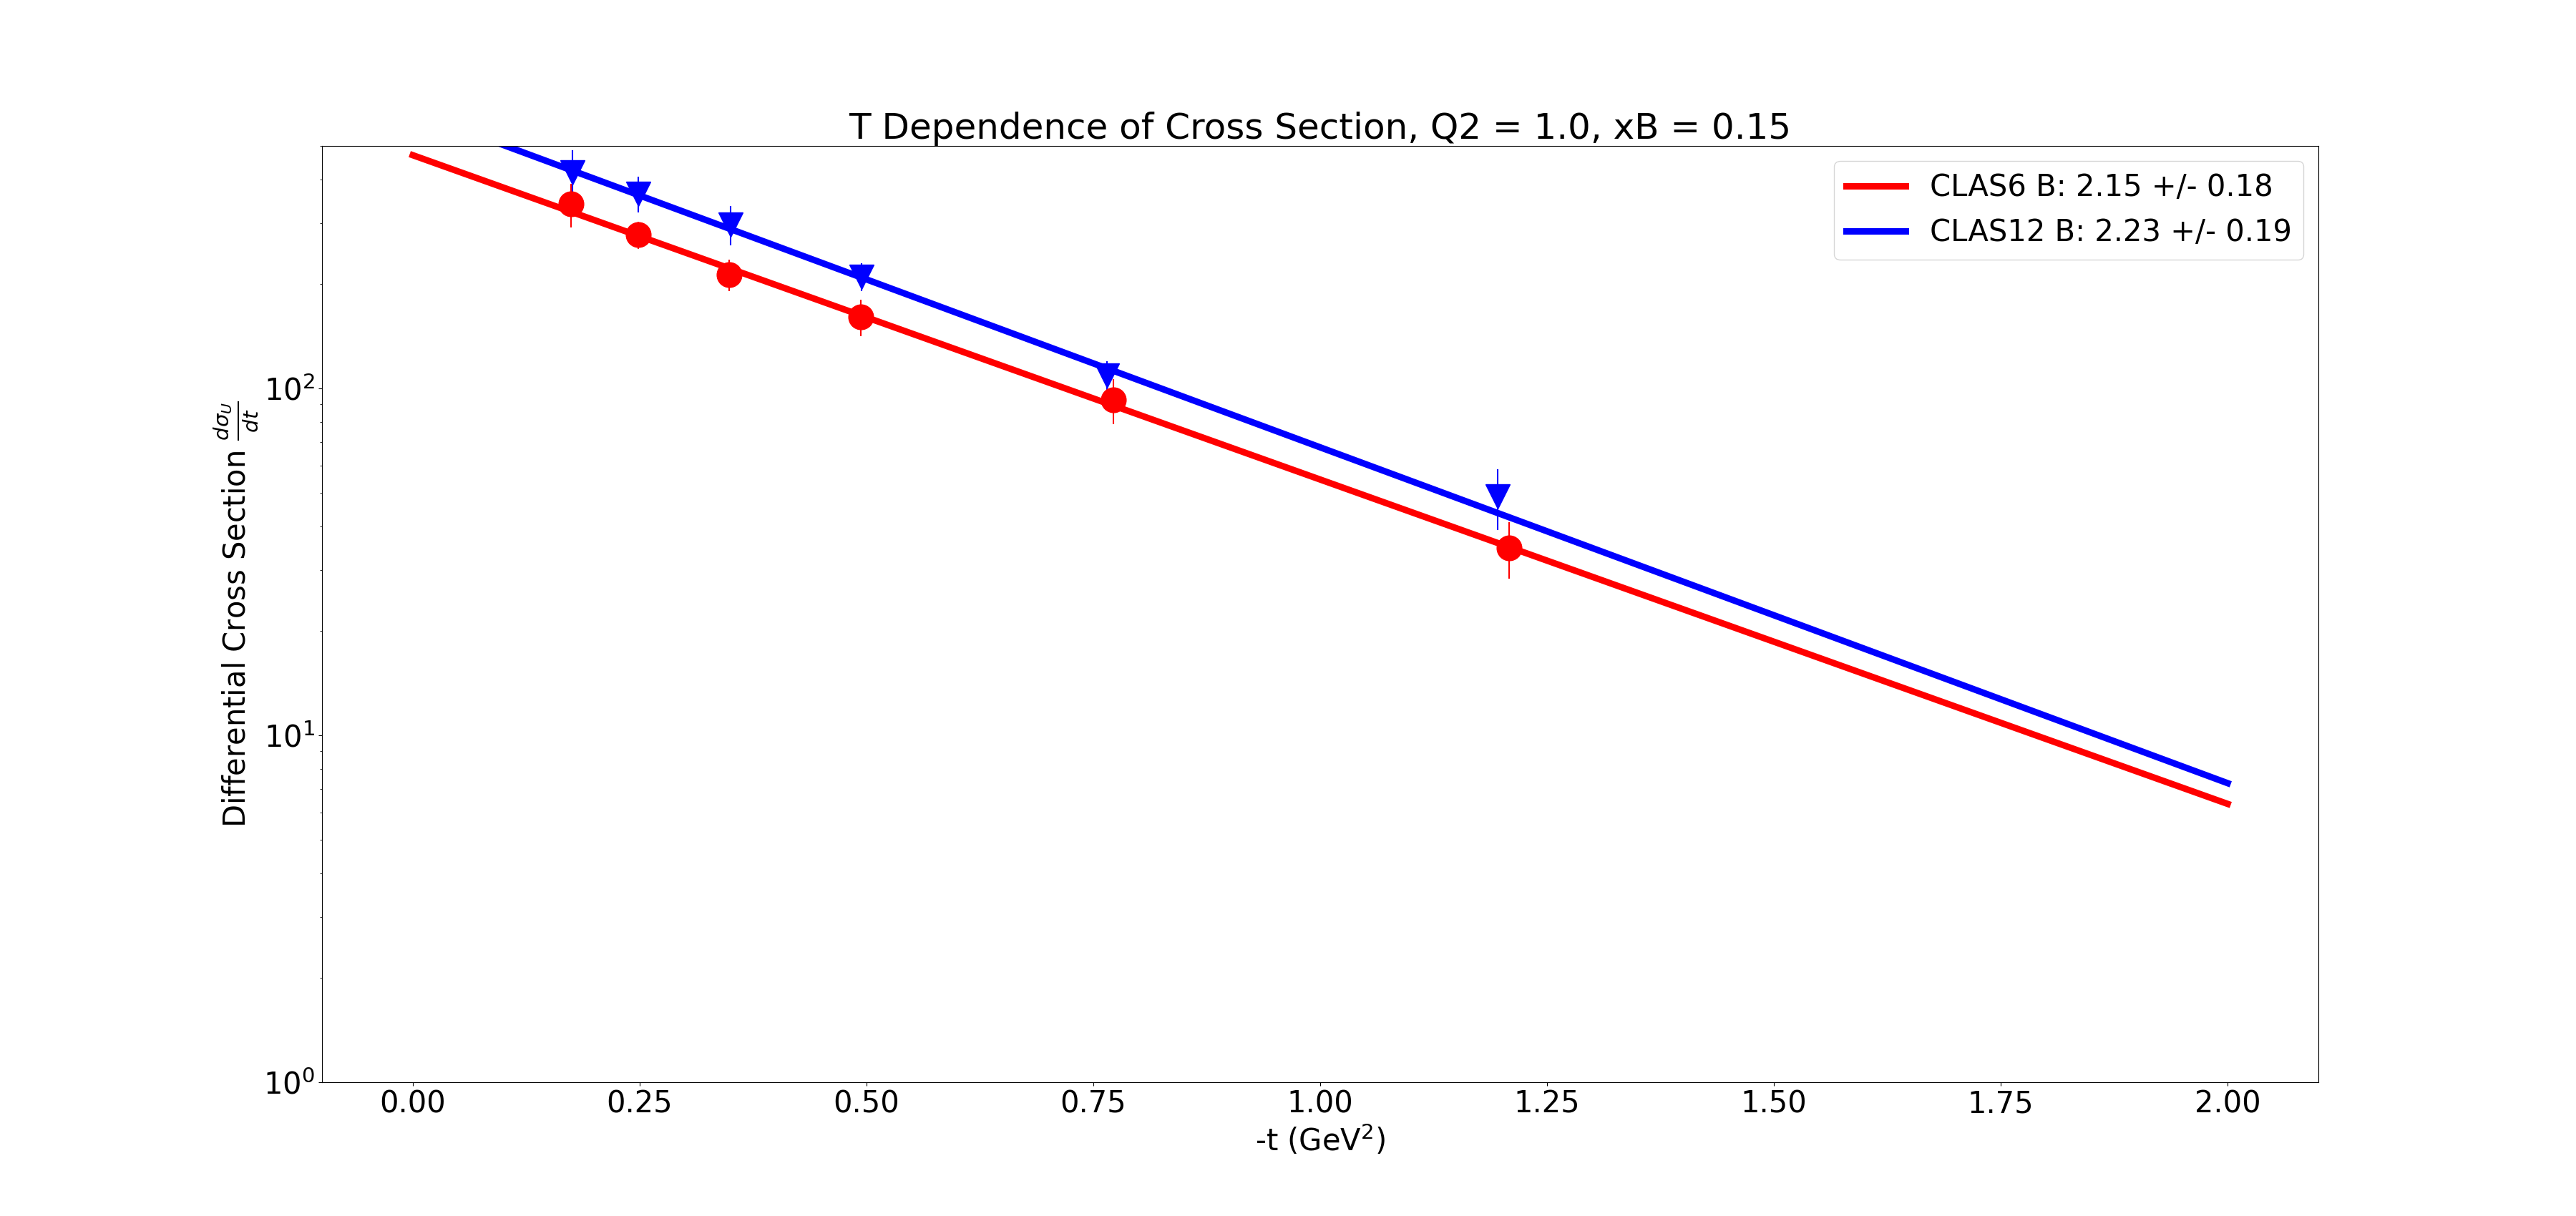 T Dependence of Cross Section, Q2 = 1.0, xB = 0.15
CLAS6 B: 2.15 +/- 0.18
CLAS12 B: 2.23 +/- 0.19
Differential Cross Section dσ_U/dt
10²
10¹
10⁰
0.00 0.25 0.50 0.75 1.00 1.25 1.50 1.75 2.00
-t (GeV²)